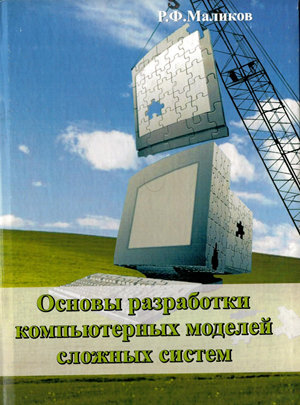 Р.Ф.Маликов
Основы разработки
компьютерных моделей
сложных систем